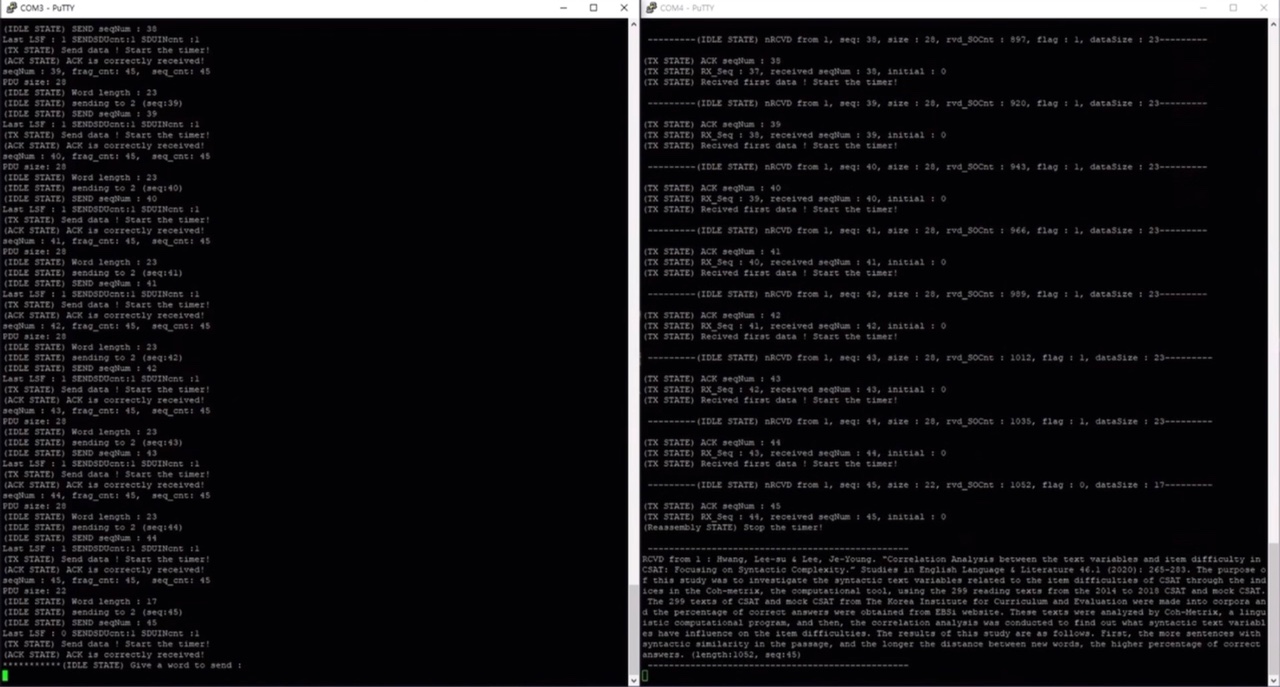 COM3 - PuTTY
(IDLE STATE) SEND seqNum : 38
Last LSF : 1 SENDSDUcnt:1 SDUINcnt :1
(TX STATE) Send data ! Start the timer!
(ACK STATE) ACK is correctly received!
seqNum : 39, frag_cnt: 45,  seq_cnt: 45
PDU size: 28
(IDLE STATE) Word length : 23
(IDLE STATE) sending to 2 (seq:39)
(IDLE STATE) SEND seqNum : 39
Last LSF : 1 SENDSDUcnt:1 SDUINcnt :1
(TX STATE) Send data ! Start the timer!
(ACK STATE) ACK is correctly received!
seqNum : 40, frag_cnt: 45,  seq_cnt: 45
PDU size: 28
(IDLE STATE) Word length : 23
(IDLE STATE) sending to 2 (seq:40)
(IDLE STATE) SEND seqNum : 40
Last LSF : 1 SENDSDUcnt:1 SDUINcnt :1
(TX STATE) Send data ! Start the timer!
(ACK STATE) ACK is correctly received!
seqNum : 41, frag_cnt: 45,  seq_cnt: 45
PDU size: 28
(IDLE STATE) Word length : 23
(IDLE STATE) sending to 2 (seq:41)
(IDLE STATE) SEND seqNum : 41
Last LSF : 1 SENDSDUcnt:1 SDUINcnt :1
(TX STATE) Send data ! Start the timer!
(ACK STATE) ACK is correctly received!
seqNum : 42, frag_cnt: 45,  seq_cnt: 45
PDU size: 28
(IDLE STATE) Word length : 23
(IDLE STATE) sending to 2 (seq:42)
(IDLE STATE) SEND seqNum : 42
Last LSF : 1 SENDSDUcnt:1 SDUINcnt :1
(TX STATE) Send data ! Start the timer!
(ACK STATE) ACK is correctly received!
seqNum : 43, frag_cnt: 45,  seq_cnt: 45
PDU size: 28
(IDLE STATE) Word length : 23
(IDLE STATE) sending to 2 (seq:43)
(IDLE STATE) SEND seqNum : 43
Last LSF : 1 SENDSDUcnt:1 SDUINcnt :1
(TX STATE) Send data ! Start the timer!
(ACK STATE) ACK is correctly received!
seqNum : 44, frag_cnt: 45,  seq_cnt: 45
PDU size: 28
(IDLE STATE) Word length : 23
(IDLE STATE) sending to 2 (seq:44)
(IDLE STATE) SEND seqNum : 44
Last LSF : 1 SENDSDUcnt:1 SDUINcnt :1
(TX STATE) Send data ! Start the timer!
(ACK STATE) ACK is correctly received!
seqNum : 45, frag_cnt: 45,  seq_cnt: 45
PDU size: 22
(IDLE STATE) Word length : 17
(IDLE STATE) sending to 2 (seq:45)
(IDLE STATE) SEND seqNum : 45
Last LSF : 0 SENDSDUcnt:1 SDUINcnt :1
(TX STATE) Send data ! Start the timer!
(ACK STATE) ACK is correctly received!
***********(IDLE STATE) Give a word to send :
COM4 - PuTTY
---------(IDLE STATE) nRCVD from 1, seq: 38, size : 28, rvd_SOCnt : 897, flag : 1, dataSize : 23---------
(TX STATE) ACK seqNum : 38
(TX STATE) RX_Seq : 37, received seqNum : 38, initial : 0
(TX STATE) Recived first data ! Start the timer!
---------(IDLE STATE) nRCVD from 1, seq: 39, size : 28, rvd_SOCnt : 920, flag : 1, dataSize : 23---------
(TX STATE) ACK seqNum : 39
(TX STATE) RX_Seq : 38, received seqNum : 39, initial : 0
(TX STATE) Recived first data ! Start the timer!
---------(IDLE STATE) nRCVD from 1, seq: 40, size : 28, rvd_SOCnt : 943, flag : 1, dataSize : 23---------
(TX STATE) ACK seqNum : 40
(TX STATE) RX_Seq : 39, received seqNum : 40, initial : 0
(TX STATE) Recived first data ! Start the timer!
---------(IDLE STATE) nRCVD from 1, seq: 41, size : 28, rvd_SOCnt : 966, flag : 1, dataSize : 23---------
(TX STATE) ACK seqNum : 41
(TX STATE) RX_Seq : 40, received seqNum : 41, initial : 0
(TX STATE) Recived first data ! Start the timer!
---------(IDLE STATE) nRCVD from 1, seq: 42, size : 28, rvd_SOCnt : 989, flag : 1, dataSize : 23---------
(TX STATE) ACK seqNum : 42
(TX STATE) RX_Seq : 41, received seqNum : 42, initial : 0
(TX STATE) Recived first data ! Start the timer!
---------(IDLE STATE) nRCVD from 1, seq: 43, size : 28, rvd_SOCnt : 1012, flag : 1, dataSize : 23---------
(TX STATE) ACK seqNum : 43
(TX STATE) RX_Seq : 42, received seqNum : 43, initial : 0
(TX STATE) Recived first data ! Start the timer!
---------(IDLE STATE) nRCVD from 1, seq: 44, size : 28, rvd_SOCnt : 1035, flag : 1, dataSize : 23---------
(TX STATE) ACK seqNum : 44
(TX STATE) RX_Seq : 43, received seqNum : 44, initial : 0
(TX STATE) Recived first data ! Start the timer!
---------(IDLE STATE) nRCVD from 1, seq: 45, size : 22, rvd_SOCnt : 1052, flag : 0, dataSize : 17---------
(TX STATE) ACK seqNum : 45
(TX STATE) RX_Seq : 44, received seqNum : 45, initial : 0
(Reassembly STATE) Stop the timer!
----------------------------------------------
RCVD from 1 : Hwang, Lee-su & Lee, Je-Young. "Correlation Analysis between the text variables and item difficulty in
CSAT: Focusing on Syntactic Complexity." Studies in English Language & Literature 46.1 (2020): 265-283. The purpose o
f this study was to investigate the syntactic text variables related to the item difficulties of CSAT through the ind
ices in the Coh-metrix, the computational tool, using the 299 reading texts from the 2014 to 2018 CSAT and mock CSAT.
The 299 texts of CSAT and mock CSAT from The Korea Institute for Curriculum and Evaluation were made into corpora an
d the percentage of correct answers were obtained from EBSi website. These texts were analyzed by Coh-Metrix, a lingu
istic computational program, and then, the correlation analysis was conducted to find out what syntactic text variabl
es have influence on the item difficulties. The results of this study are as follows. First, the more sentences with
syntactic similarity in the passage, and the longer the distance between new words, the higher percentage of correct
answers. (length:1052, seq:45)
----------------------------------------------